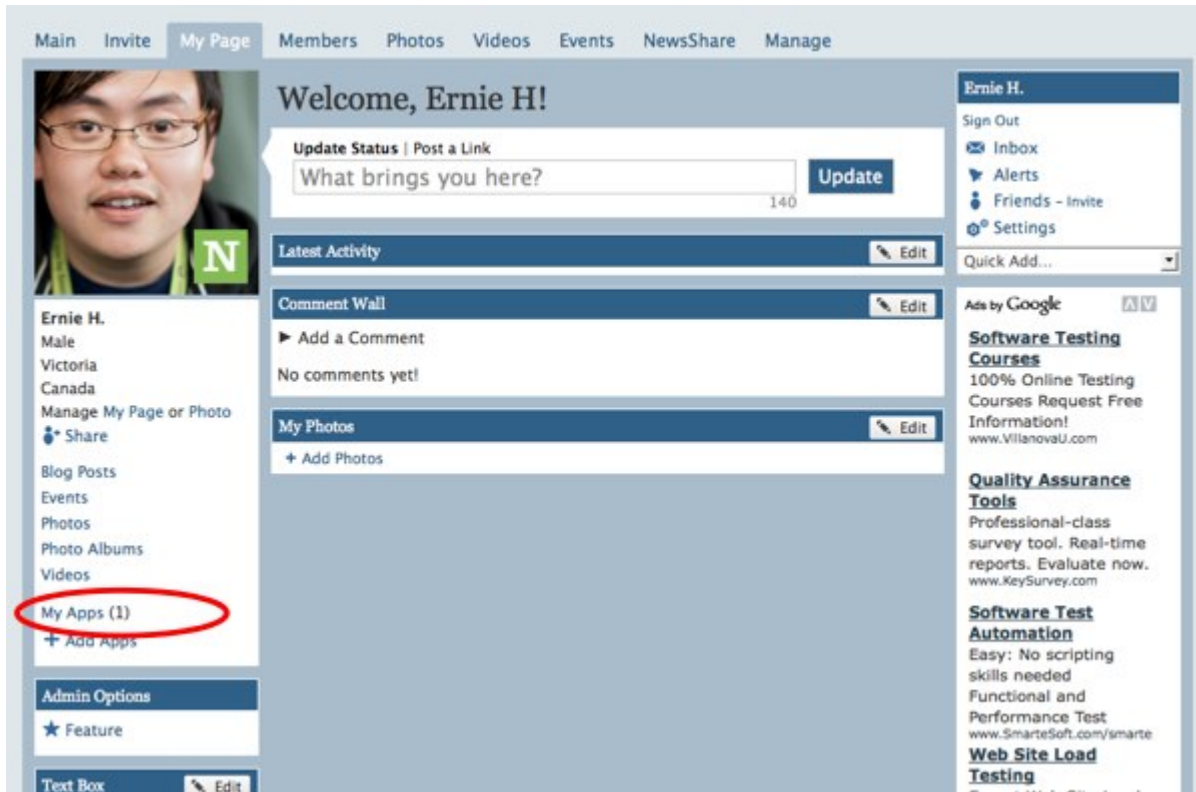 Main Invite My Page Members Photos Videos Events NewsShare Manage
N
Ernie H.
Male
Victoria
Canada
Manage My Page or Photo
Share
Blog Posts
Events
Photos
Photo Albums
Videos
My Apps (1)
+ Add Apps
Admin Options
Feature
Text Box Edit
Welcome, Ernie H!
Update Status | Post a Link
What brings you here? Update
140
Latest Activity Edit
Comment Wall Edit
Add a Comment
No comments yet!
My Photos Edit
+ Add Photos
Ernie H.
Sign Out
Inbox
Alerts
Friends - Invite
Settings
Quick Add...
Ads by Google
Software Testing
Courses
100% Online Testing
Courses Request Free
Information!
www.VillanovaU.com
Quality Assurance
Tools
Professional-class
survey tool. Real-time
reports. Evaluate now.
www.KeySurvey.com
Software Test
Automation
Easy: No scripting
skills needed
Functional and
Performance Test
www.SmarteSoft.com/smarte
Web Site Load
Testing